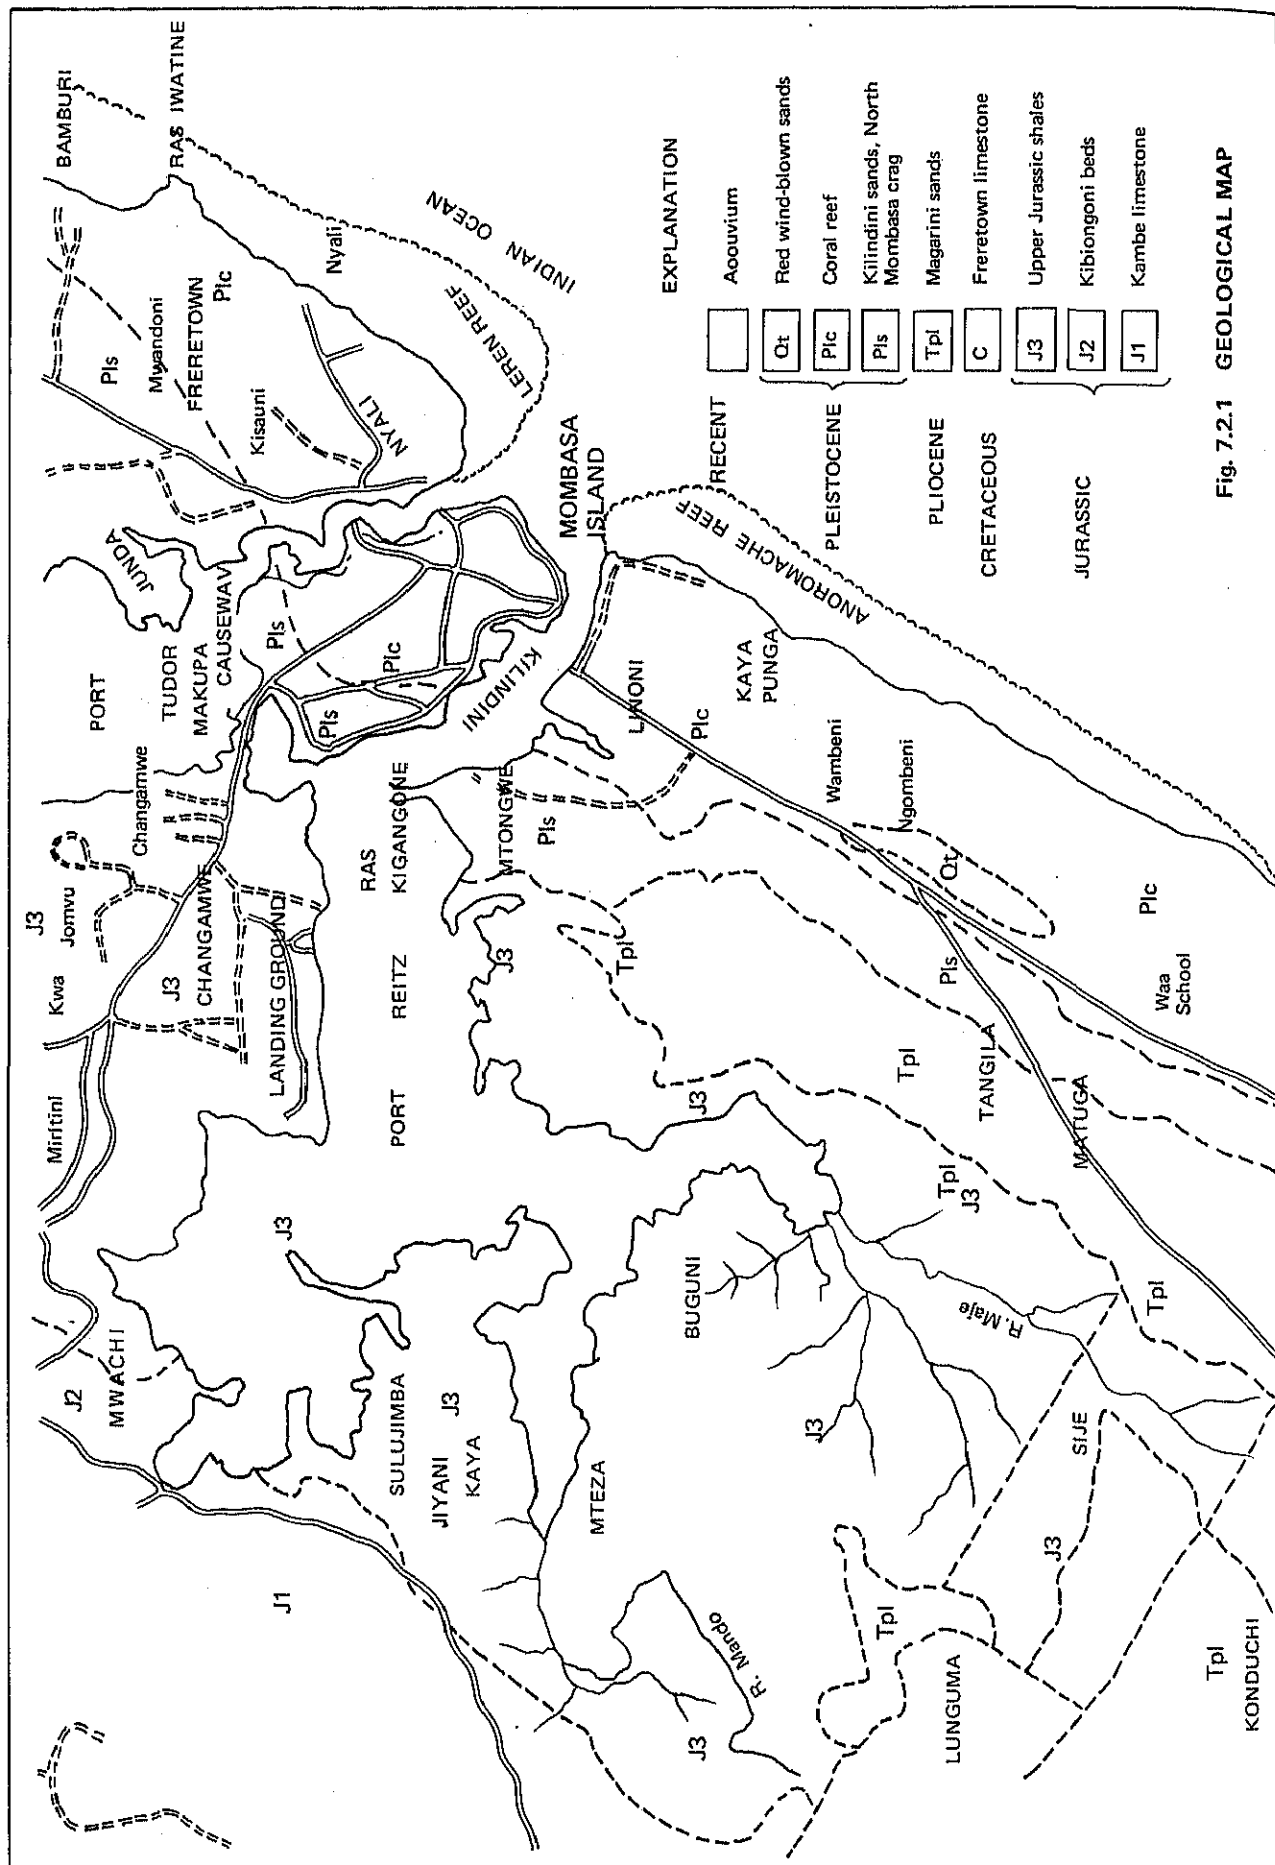 BAMBURI
RAS IWATINE
Pls
Mwandoni
FRERETOWN
Plc
Kisauni
Nyali
NYALI
INDIAN OCEAN
LEREN REEF
JUNDA
PORT
TUDOR
MAKUPA
CAUSEWAV
Pls
Pls
Plc
KILINDINI
MOMBASA
ISLAND
J3
Jomvu
Kwa
Changamwe
J3
CHANGAMWE
LANDING GROUND
Miritini
RAS
KIGANGONE
PORT REITZ
MTONGWE
Pls
LINONI
Plc
KAYA
PUNGA
ANOROMACHE REEF
Wambeni
Ngombeni
Qt
Plc
Waa
School
Pls
J3
Tpl
J3
Tpl
TANGILA
MATUGA
Tpl
J3
J2
MWACHI
J3
SULUJIMBA
JIYANI
J3
KAYA
J1
MTEZA
BUGUNI
R. Maje
Tpl
J3
SIJE
J3
R. Mando
J3
Tpl
LUNGUMA
Tpl
KONDUCHI
EXPLANATION
RECENT Aoouvium
PLEISTOCENE Qt Red wind-blown sands
Plc Coral reef
Pls Kilindini sands, North
Mombasa crag
PLIOCENE Tpl Magarini sands
CRETACEOUS C Freretown limestone
JURASSIC J3 Upper Jurassic shales
J2 Kibiongoni beds
J1 Kambe limestone
Fig. 7.2.1 GEOLOGICAL MAP